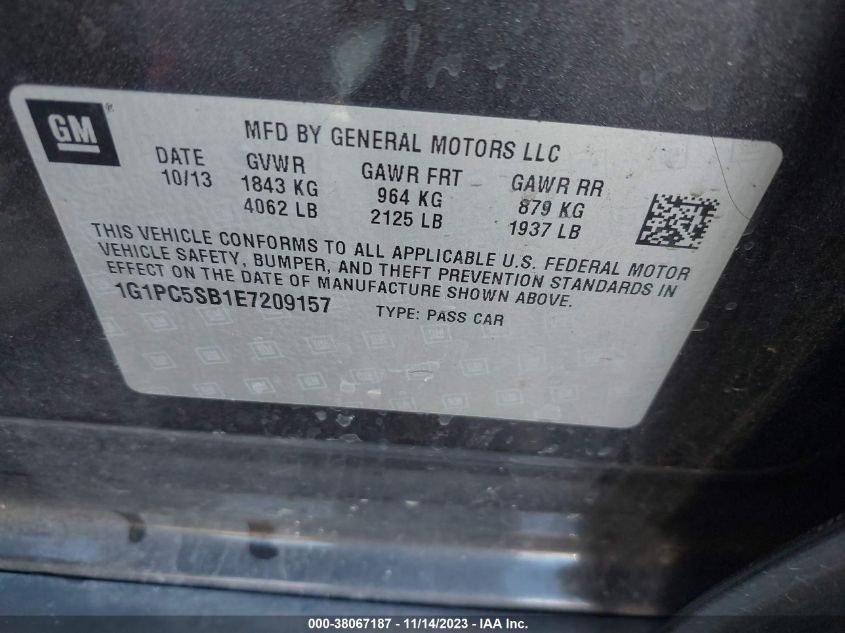 GM®
MFD BY GENERAL MOTORS LLC
DATE GVWR GAWR FRT GAWR RR
10/13 1843 KG 964 KG 879 KG
4062 LB 2125 LB 1937 LB
THIS VEHICLE CONFORMS TO ALL APPLICABLE U.S. FEDERAL MOTOR
VEHICLE SAFETY, BUMPER, AND THEFT PREVENTION STANDARDS IN
EFFECT ON THE DATE OF MANUFACTURE SHOWN ABOVE.
1G1PC5SB1E7209157 TYPE: PASS CAR
000-38067187 - 11/14/2023 - IAA Inc.